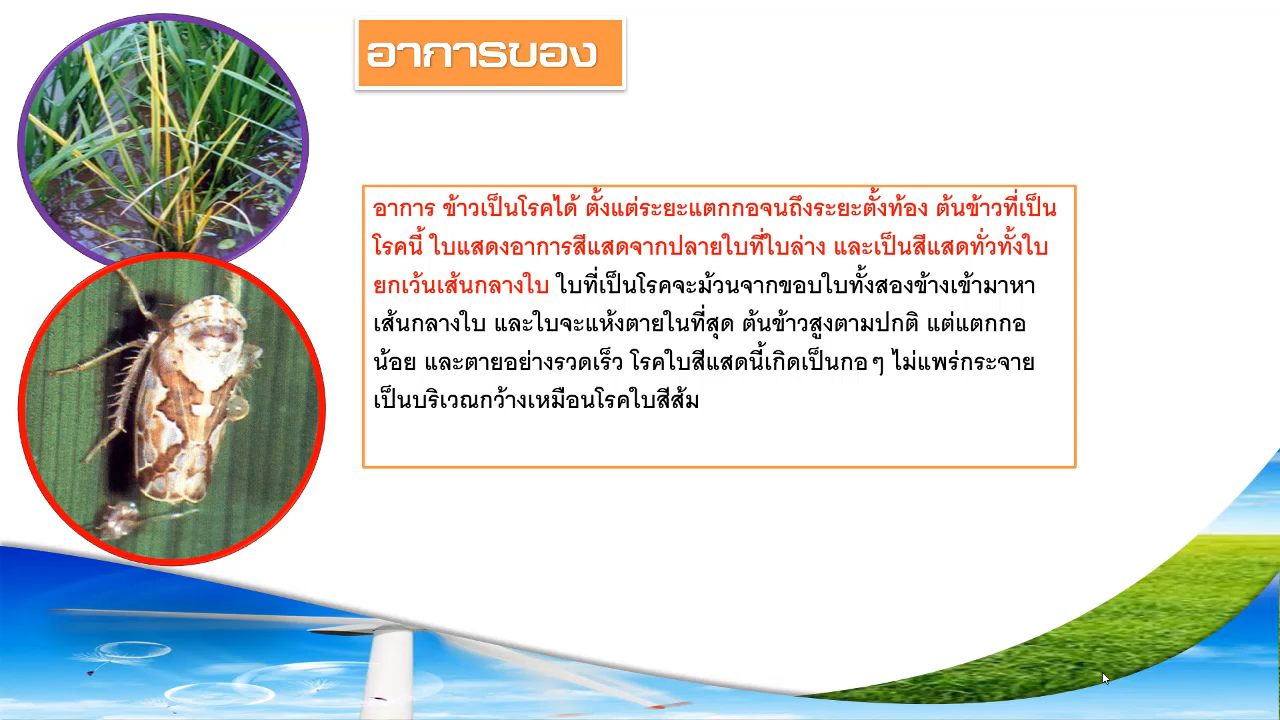 อาการของ
อาการ ข้าวเป็นโรคได้ ตั้งแต่ระยะแตกกอจนถึงระยะตั้งท้อง ต้นข้าวที่เป็น
โรคนี้ ใบแสดงอาการสีแสดจากปลายใบที่ใบล่าง และเป็นสีแสดทั่วทั้งใบ
ยกเว้นเส้นกลางใบ ใบที่เป็นโรคจะม้วนจากขอบใบทั้งสองข้างเข้ามาหา
เส้นกลางใบ และใบจะแห้งตายในที่สุด ต้นข้าวสูงตามปกติ แต่แตกกอ
น้อย และตายอย่างรวดเร็ว โรคใบสีแสดนี้เกิดเป็นกอๆ ไม่แพร่กระจาย
เป็นบริเวณกว้างเหมือนโรคใบสีส้ม